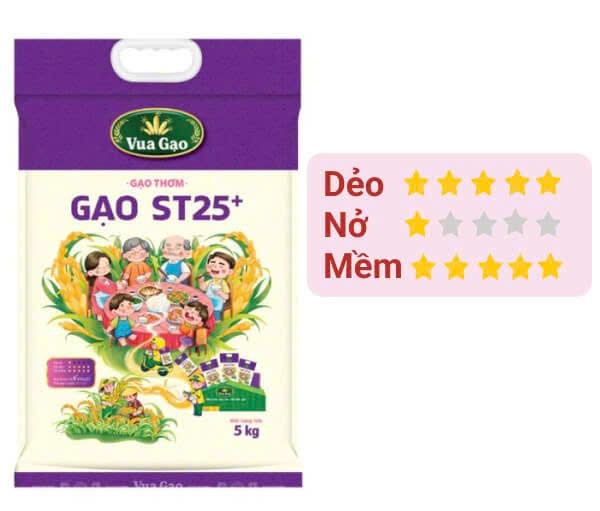 Vua Gạo
GẠO THƠM
GẠO ST25+
Dẻo
Nở
Mềm
5 kg
Vua Gạo